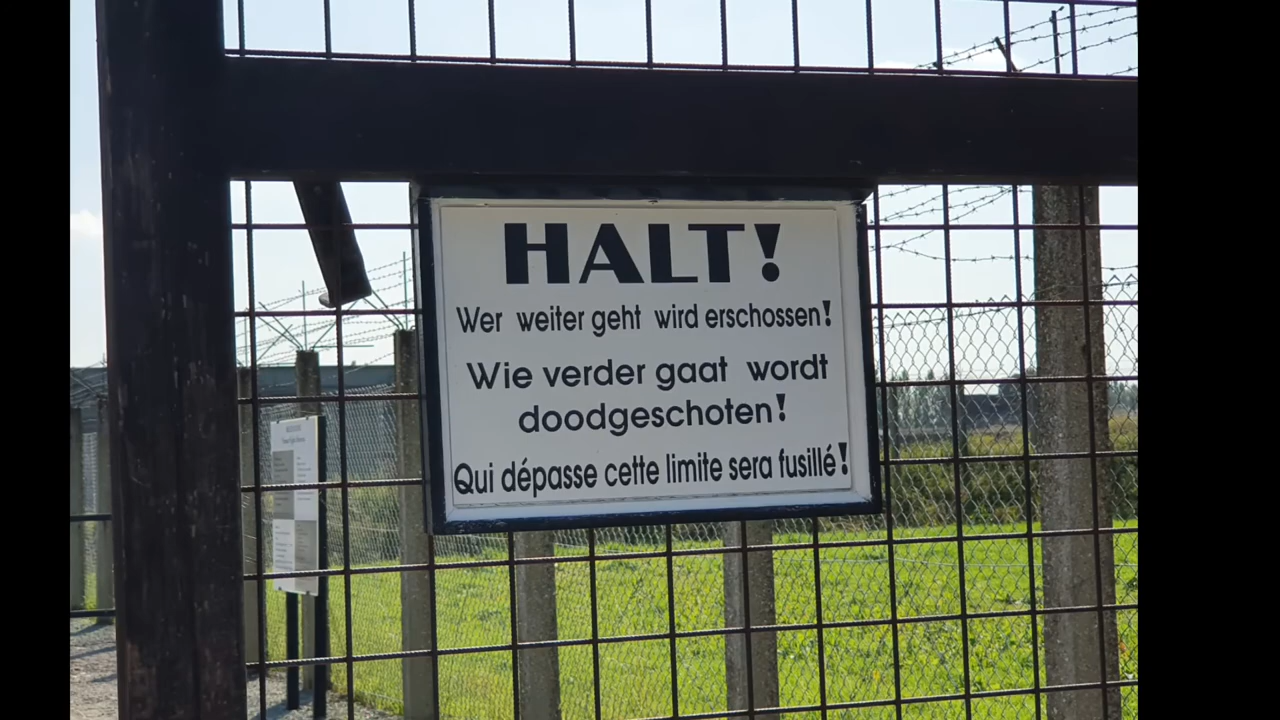 HALT!
Wer weiter geht wird erschossen!
Wie verder gaat wordt
doodgeschoten!
Qui dépasse cette limite sera fusillé!